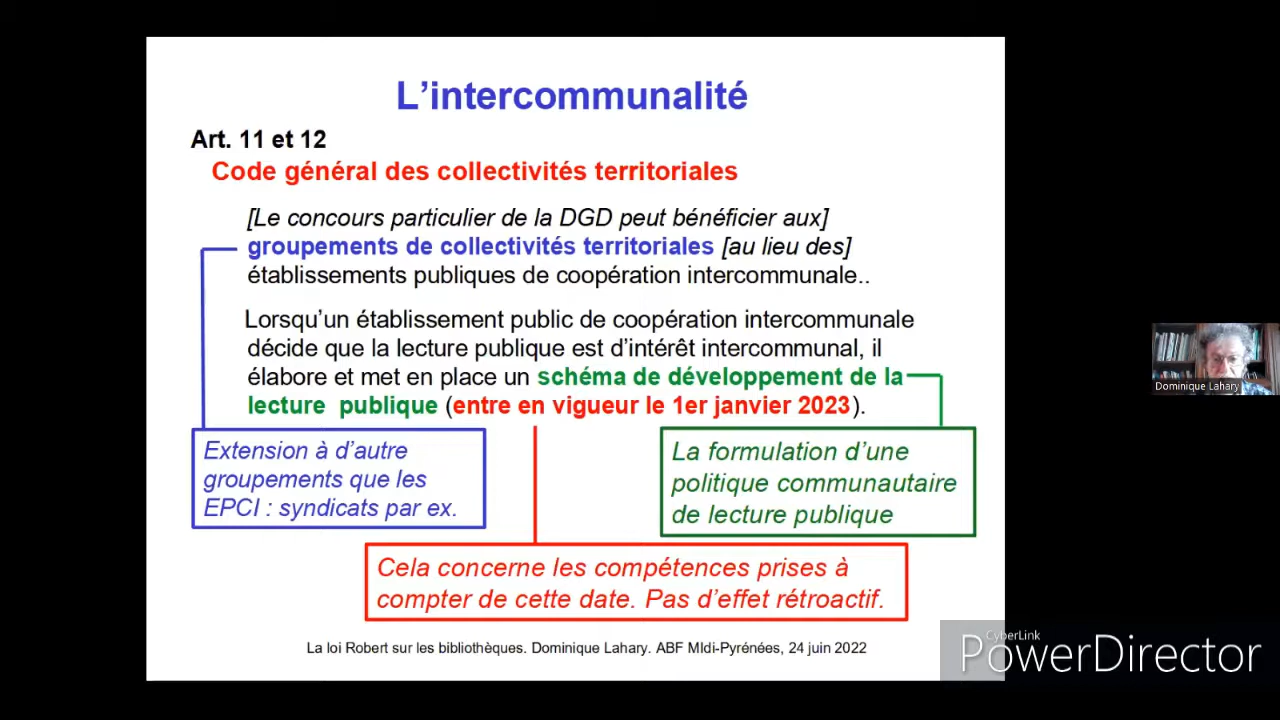 L'intercommunalité
Art. 11 et 12
Code général des collectivités territoriales
[Le concours particulier de la DGD peut bénéficier aux]
groupements de collectivités territoriales [au lieu des]
établissements publiques de coopération intercommunale..
Lorsqu'un établissement public de coopération intercommunale
décide que la lecture publique est d'intérêt intercommunal, il
élabore et met en place un schéma de développement de la
lecture publique (entre en vigueur le 1er janvier 2023).
Extension à d'autre
groupements que les
EPCI : syndicats par ex.
La formulation d'une
politique communautaire
de lecture publique
Cela concerne les compétences prises à
compter de cette date. Pas d'effet rétroactif.
La loi Robert sur les bibliothèques. Dominique Lahary. ABF MIdi-Pyrénées, 24 juin 2022
Dominique Lahary
CyberLink
PowerDirector